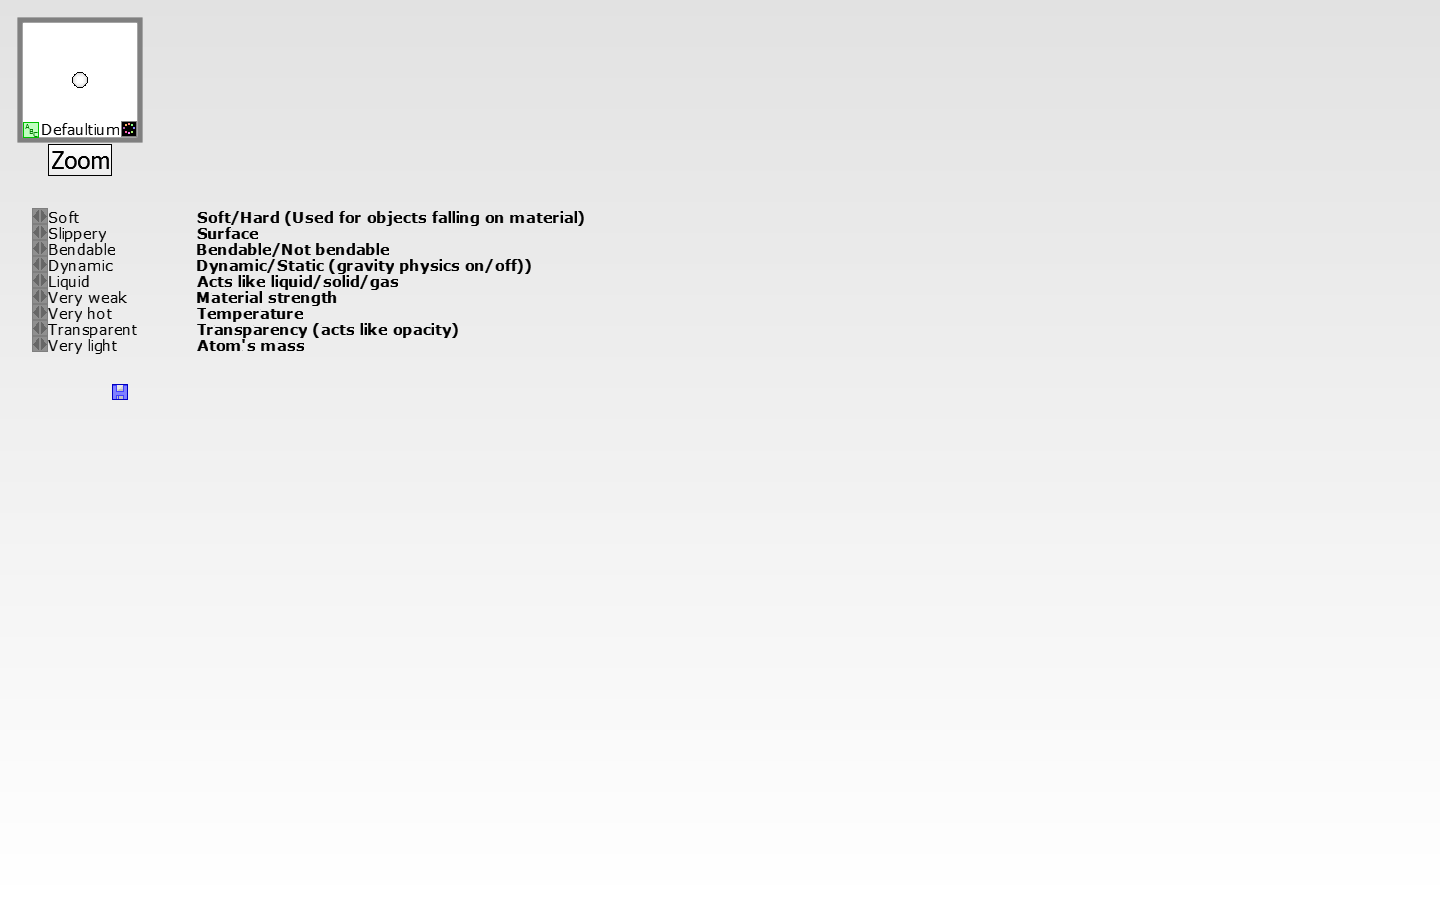 Defaultium
Zoom
Soft Soft/Hard (Used for objects falling on material)
Slippery Surface
Bendable Bendable/Not bendable
Dynamic Dynamic/Static (gravity physics on/off))
Liquid Acts like liquid/solid/gas
Very weak Material strength
Very hot Temperature
Transparent Transparency (acts like opacity)
Very light Atom's mass